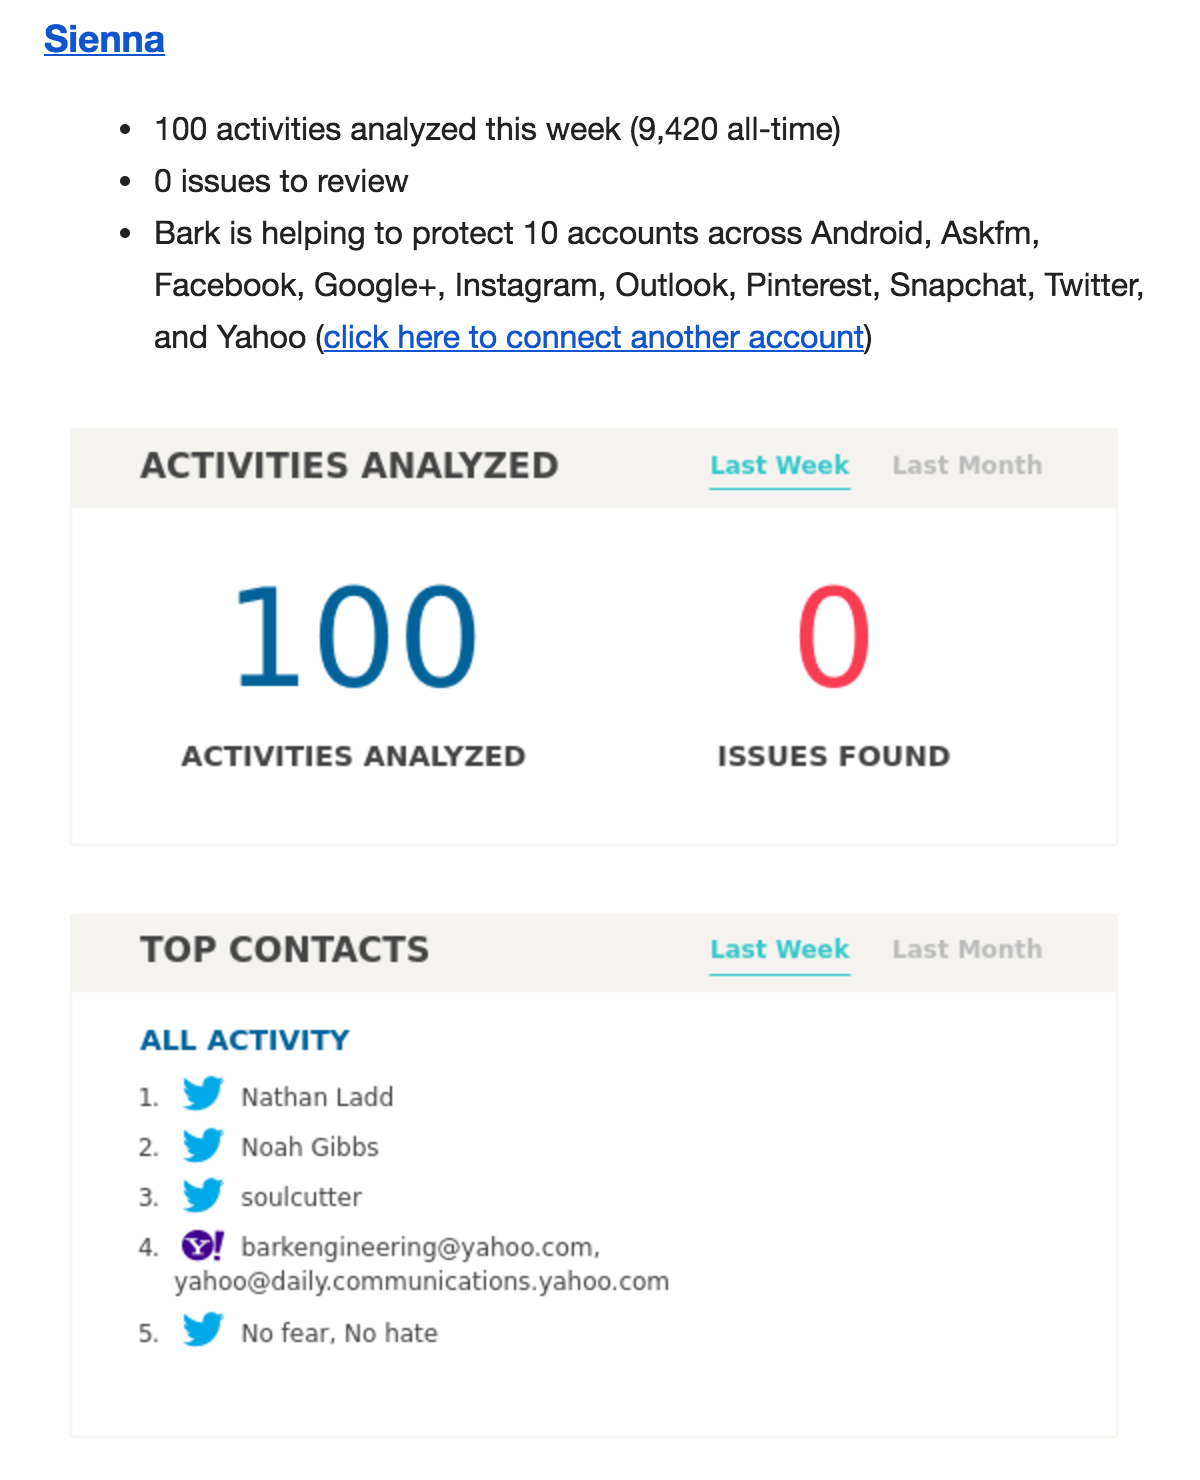 Sienna
• 100 activities analyzed this week (9,420 all-time)
• 0 issues to review
• Bark is helping to protect 10 accounts across Android, Askfm,
Facebook, Google+, Instagram, Outlook, Pinterest, Snapchat, Twitter,
and Yahoo (click here to connect another account)
ACTIVITIES ANALYZED Last Week Last Month
100 0
ACTIVITIES ANALYZED ISSUES FOUND
TOP CONTACTS Last Week Last Month
ALL ACTIVITY
1. Nathan Ladd
2. Noah Gibbs
3. soulcutter
4. Y! barkengineering@yahoo.com,
yahoo@daily.communications.yahoo.com
5. No fear, No hate